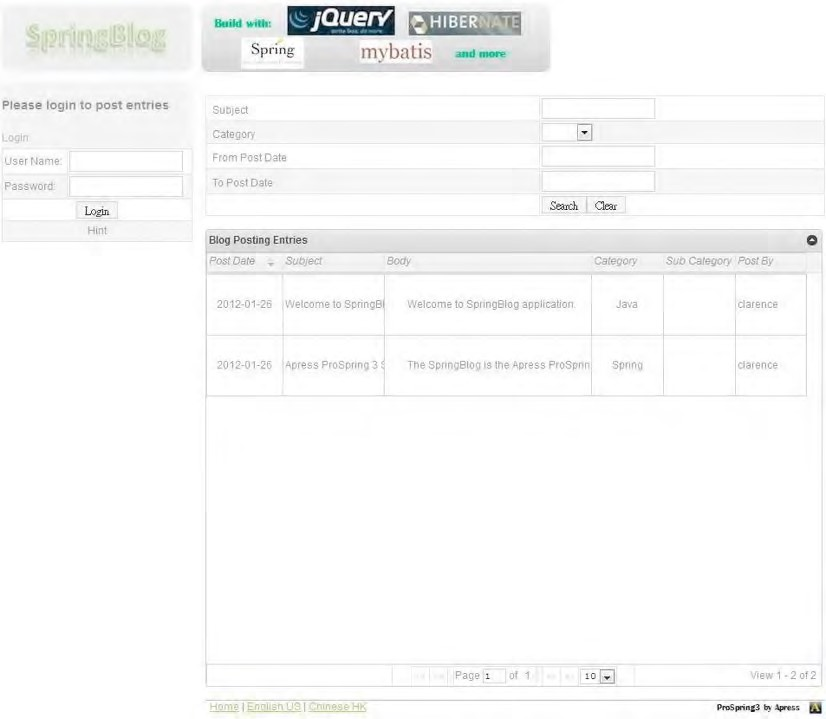 SpringBlog
Build with: jQuery write less, do more. HIBERNATE
Spring mybatis and more
Please login to post entries
Login
User Name:
Password:
Login
Hint
Subject
Category
From Post Date
To Post Date
Search Clear
Blog Posting Entries
Post Date Subject Body Category Sub Category Post By
2012-01-26 Welcome to SpringBl Welcome to SpringBlog application. Java clarence
2012-01-26 Apress ProSpring 3 S The SpringBlog is the Apress ProSprin Spring clarence
Page 1 of 1 10 View 1 - 2 of 2
Home | English US | Chinese HK
ProSpring3 by Apress